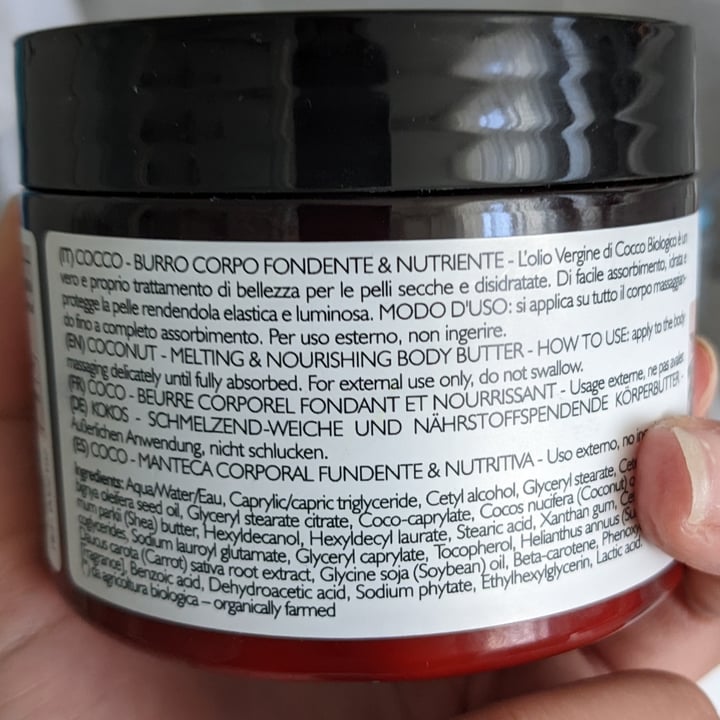 (IT) COCCO - BURRO CORPO FONDENTE & NUTRIENTE - L'olio Vergine di Cocco Biologico è un
vero e proprio trattamento di bellezza per le pelli secche e disidratate. Di facile assorbimento, idrata e
protegge la pelle rendendola elastica e luminosa. MODO D'USO: si applica su tutto il corpo massaggian-
do fino a completo assorbimento. Per uso esterno, non ingerire.
(EN) COCONUT - MELTING & NOURISHING BODY BUTTER - HOW TO USE: apply to the body
massaging delicately until fully absorbed. For external use only, do not swallow.
(FR) COCO - BEURRE CORPOREL FONDANT ET NOURRISSANT - Usage externe, ne pas avaler.
(DE) KOKOS - SCHMELZEND-WEICHE UND NÄHRSTOFFSPENDENDE KÖRPERBUTTER -
Äußerlichen Anwendung, nicht schlucken.
(ES) COCO - MANTECA CORPORAL FUNDENTE & NUTRITIVA - Uso externo, no
Ingredients: Aqua/Water/Eau, Caprylic/capric triglyceride, Cetyl alcohol, Glyceryl stearate,
oleifera seed oil, Glyceryl stearate citrate, Coco-caprylate, Cocos nucifera (Coconut)
mum parkii (Shea) butter, Hexyldecanol, Hexyldecyl laurate, Stearic acid, Xanthan gum,
Sodium lauroyl glutamate, Glyceryl caprylate, Tocopherol, Helianthus annuus
Daucus carota (Carrot) sativa root extract, Glycine soja (Soybean) oil, Beta-carotene,
(Fragrance), Benzoic acid, Dehydroacetic acid, Sodium phytate, Ethylhexylglycerin, Lactic acid.
(*) da agricoltura biologica – organically farmed